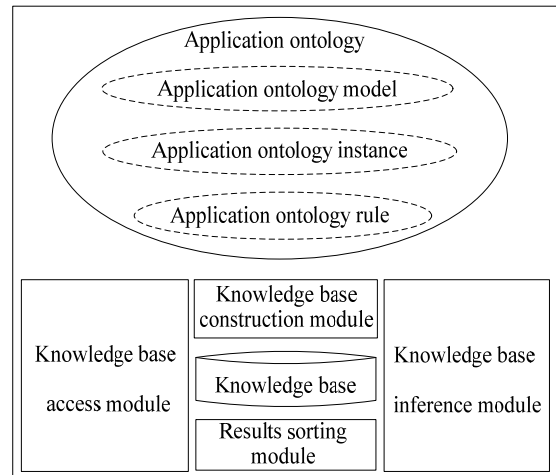 Application ontology
Application ontology model
Application ontology instance
Application ontology rule
Knowledge base
access module
Knowledge base
construction module
Knowledge base
Results sorting
module
Knowledge base
inference module